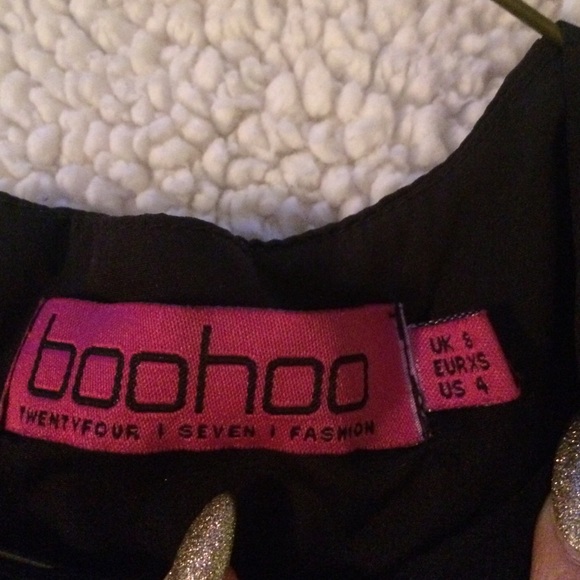 boohoo
TWENTYFOUR | SEVEN | FASHION
UK 8
EUR XS
US 4